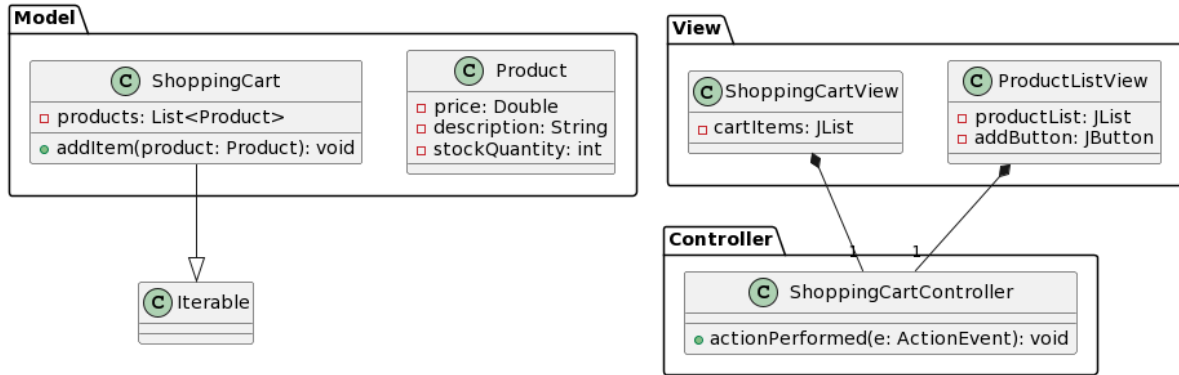 Model
C ShoppingCart
products: List<Product>
addItem(product: Product): void
C Product
price: Double
description: String
stockQuantity: int
C Iterable
View
C ShoppingCartView
cartItems: JList
C ProductListView
productList: JList
addButton: JButton
1
1
Controller
C ShoppingCartController
actionPerformed(e: ActionEvent): void